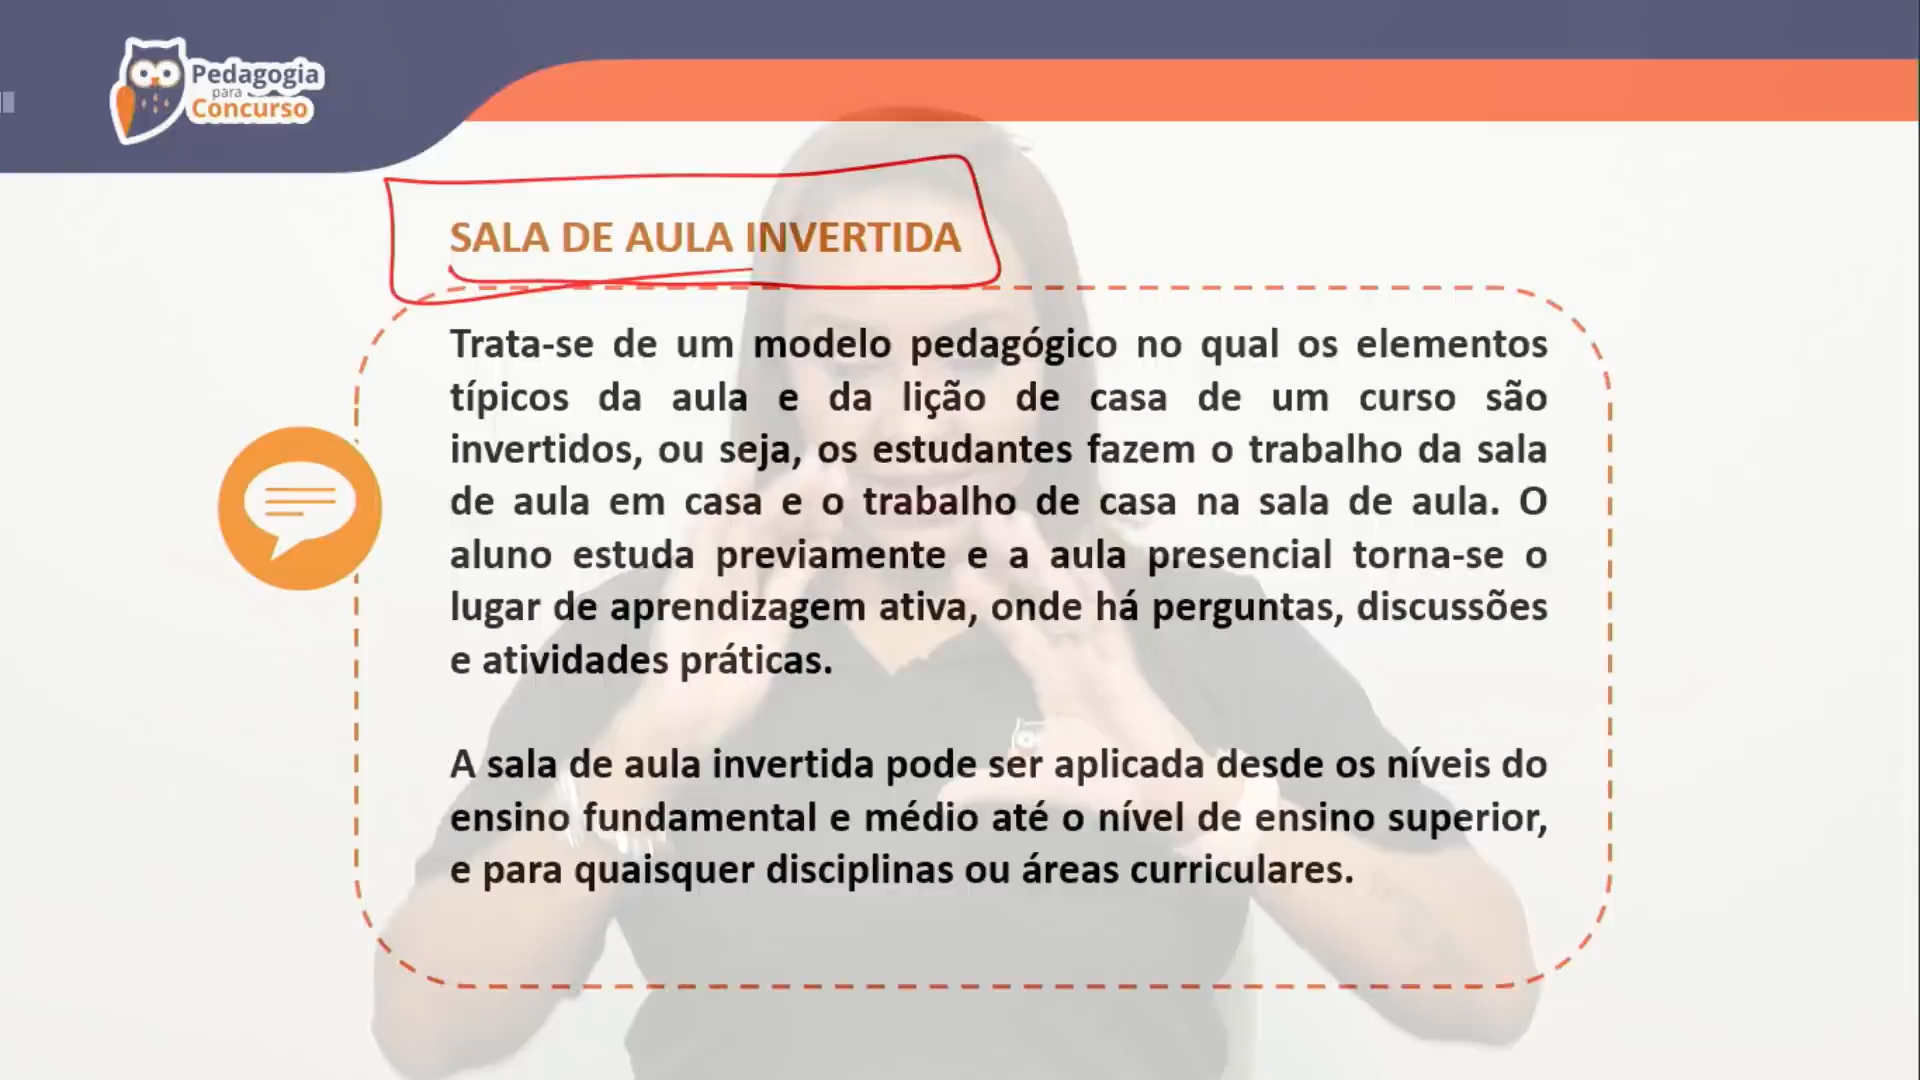 Pedagogia
para
Concurso
SALA DE AULA INVERTIDA
Trata-se de um modelo pedagógico no qual os elementos
típicos da aula e da lição de casa de um curso são
invertidos, ou seja, os estudantes fazem o trabalho da sala
de aula em casa e o trabalho de casa na sala de aula. O
aluno estuda previamente e a aula presencial torna-se o
lugar de aprendizagem ativa, onde há perguntas, discussões
e atividades práticas.
A sala de aula invertida pode ser aplicada desde os níveis do
ensino fundamental e médio até o nível de ensino superior,
e para quaisquer disciplinas ou áreas curriculares.